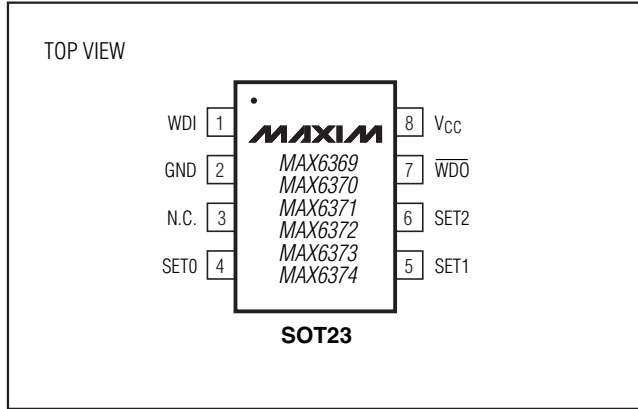 TOP VIEW
WDI 1
GND 2
N.C. 3
SET0 4
MAXIM
MAX6369
MAX6370
MAX6371
MAX6372
MAX6373
MAX6374
8 VCC
7 W̅D̅O̅
6 SET2
5 SET1
SOT23